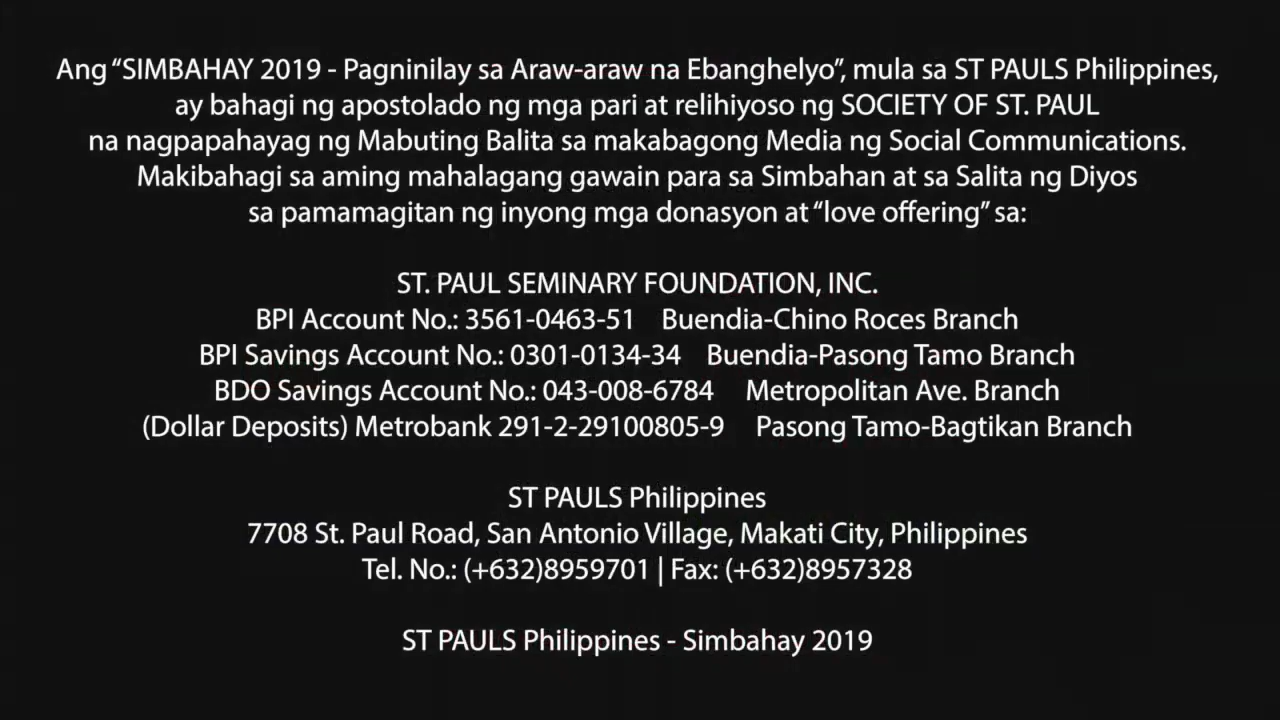 Ang “SIMBAHAY 2019 - Pagninilay sa Araw-araw na Ebanghelyo”, mula sa ST PAULS Philippines,
ay bahagi ng apostolado ng mga pari at relihiyoso ng SOCIETY OF ST. PAUL
na nagpapahayag ng Mabuting Balita sa makabagong Media ng Social Communications.
Makibahagi sa aming mahalagang gawain para sa Simbahan at sa Salita ng Diyos
sa pamamagitan ng inyong mga donasyon at “love offering” sa:
ST. PAUL SEMINARY FOUNDATION, INC.
BPI Account No.: 3561-0463-51 Buendia-Chino Roces Branch
BPI Savings Account No.: 0301-0134-34 Buendia-Pasong Tamo Branch
BDO Savings Account No.: 043-008-6784 Metropolitan Ave. Branch
(Dollar Deposits) Metrobank 291-2-29100805-9 Pasong Tamo-Bagtikan Branch
ST PAULS Philippines
7708 St. Paul Road, San Antonio Village, Makati City, Philippines
Tel. No.: (+632)8959701 | Fax: (+632)8957328
ST PAULS Philippines - Simbahay 2019